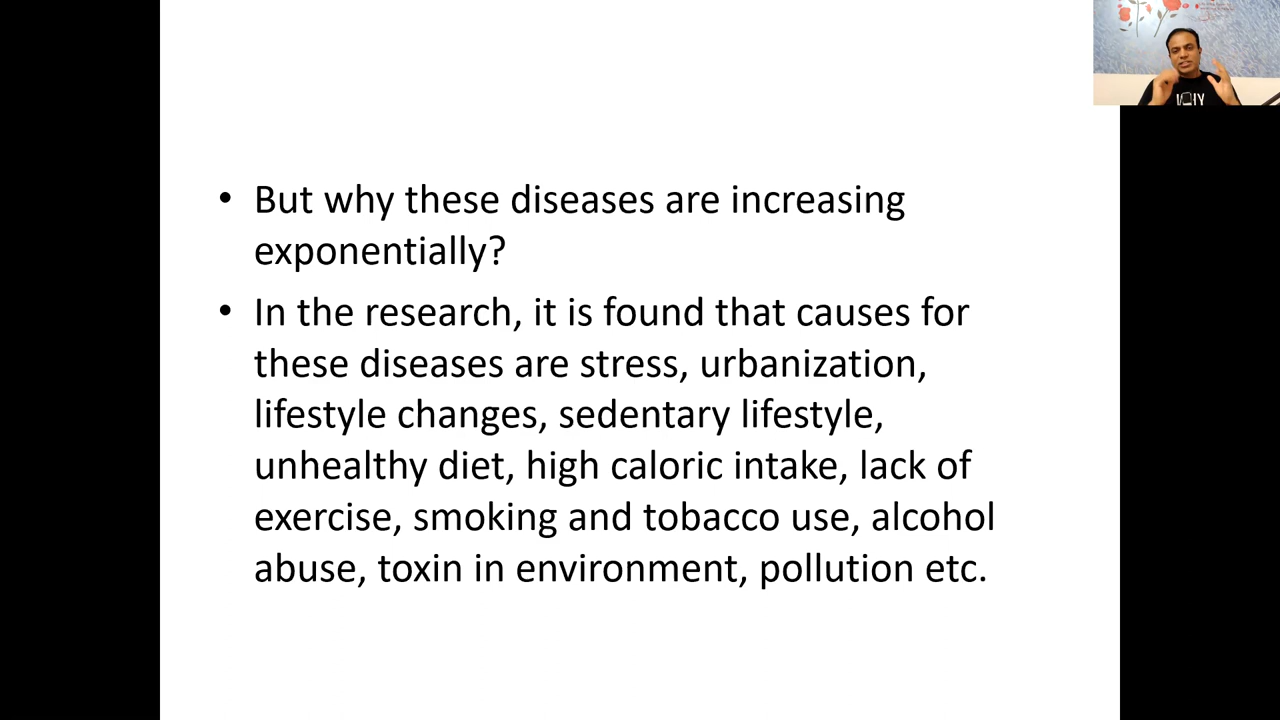 • But why these diseases are increasing
exponentially?
• In the research, it is found that causes for
these diseases are stress, urbanization,
lifestyle changes, sedentary lifestyle,
unhealthy diet, high caloric intake, lack of
exercise, smoking and tobacco use, alcohol
abuse, toxin in environment, pollution etc.